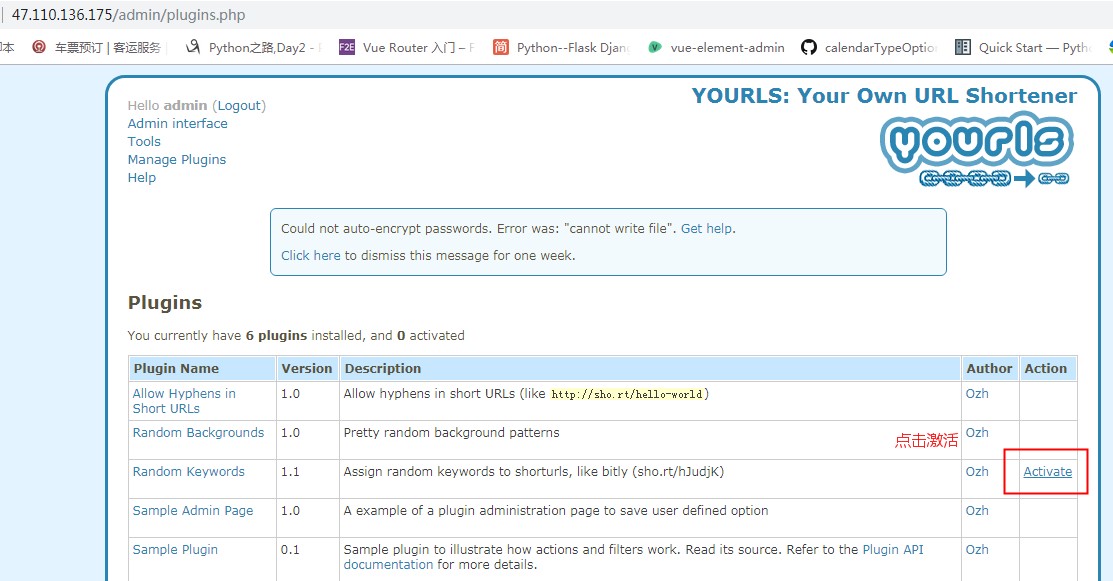 47.110.136.175/admin/plugins.php
本 车票预订 | 客运服务 Python之路,Day2 - Vue Router 入门 – Python--Flask Djan vue-element-admin calendarTypeOptio Quick Start — Pyth
Hello admin (Logout)
YOURLS: Your Own URL Shortener
Admin interface
Tools
Manage Plugins
Help
yourls
Could not auto-encrypt passwords. Error was: "cannot write file". Get help.
Click here to dismiss this message for one week.
Plugins
You currently have 6 plugins installed, and 0 activated
Plugin Name Version Description Author Action
Allow Hyphens in 1.0 Allow hyphens in short URLs (like http://sho.rt/hello-world) Ozh
Short URLs
Random Backgrounds 1.0 Pretty random background patterns Ozh
点击激活
Random Keywords 1.1 Assign random keywords to shorturls, like bitly (sho.rt/hJudjK) Ozh Activate
Sample Admin Page 1.0 A example of a plugin administration page to save user defined option Ozh
Sample Plugin 0.1 Sample plugin to illustrate how actions and filters work. Read its source. Refer to the Plugin API Ozh
documentation for more details.